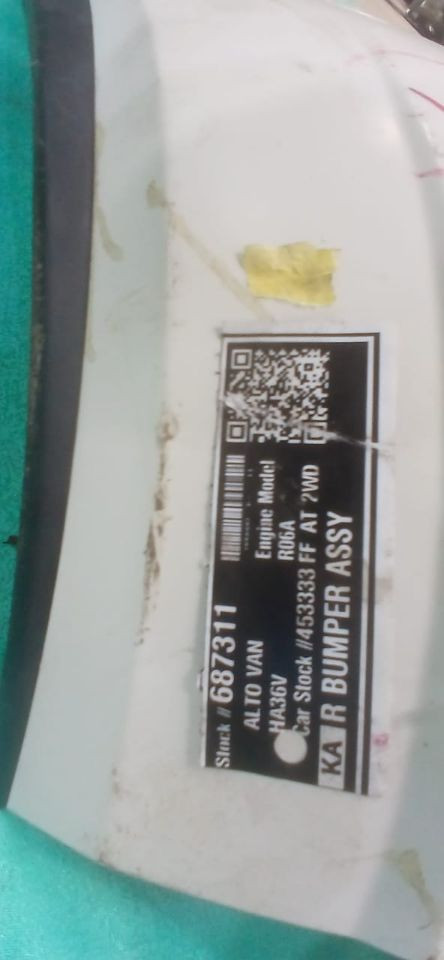 Stock # 687311
ALTO VAN
HA36V
Engine Model
R06A
Car Stock #453333 FF AT 2WD
KA R BUMPER ASSY